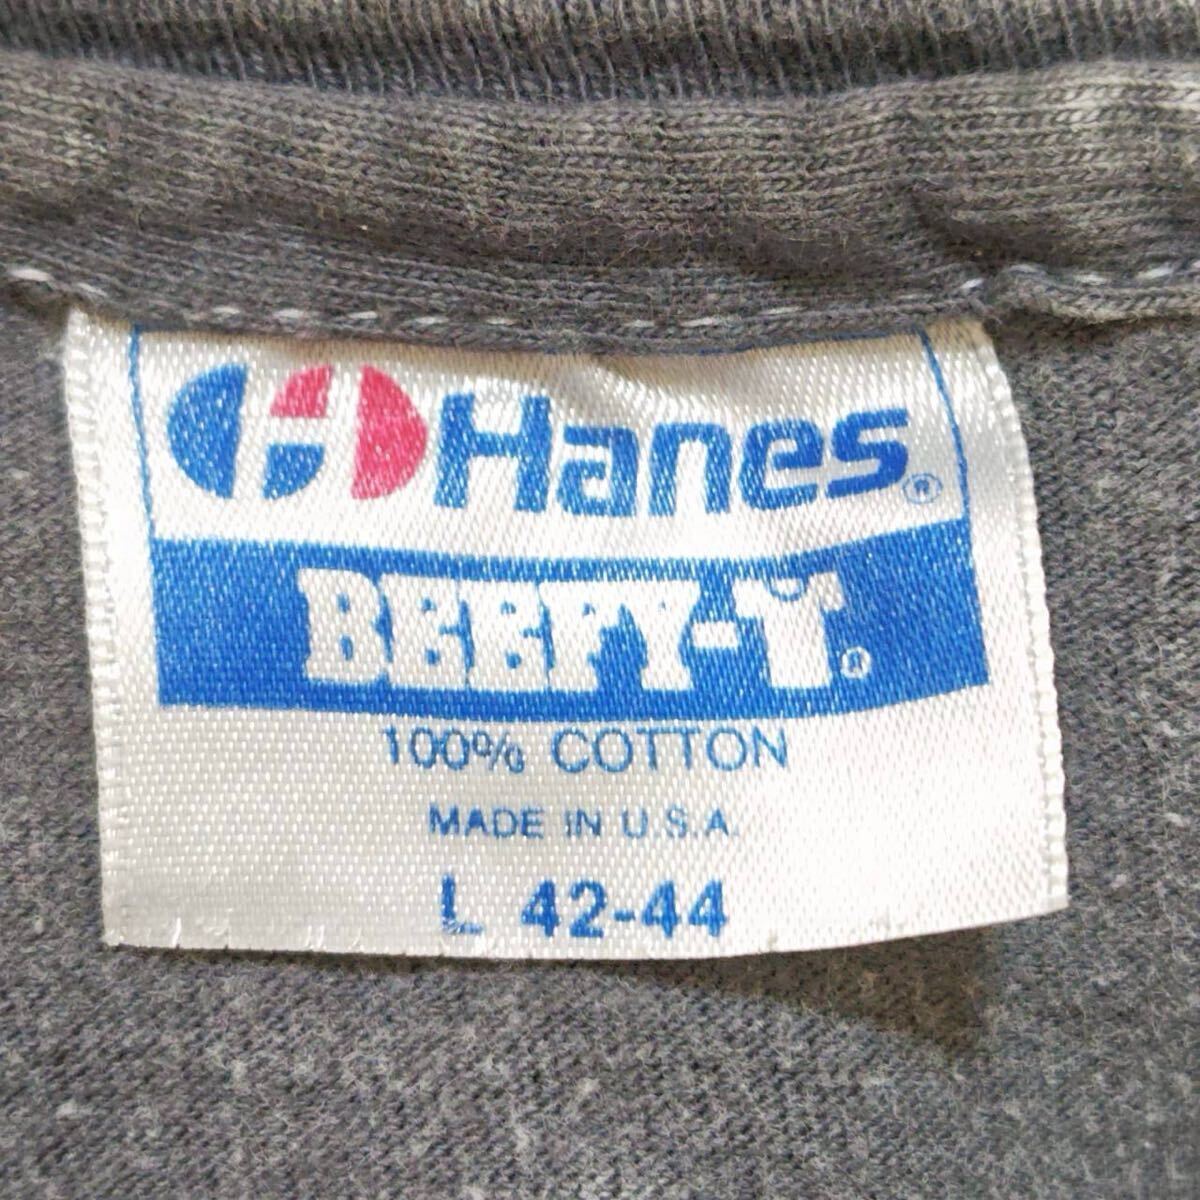 Hanes®
BEEFY-T®
100% COTTON
MADE IN U.S.A.
L 42-44